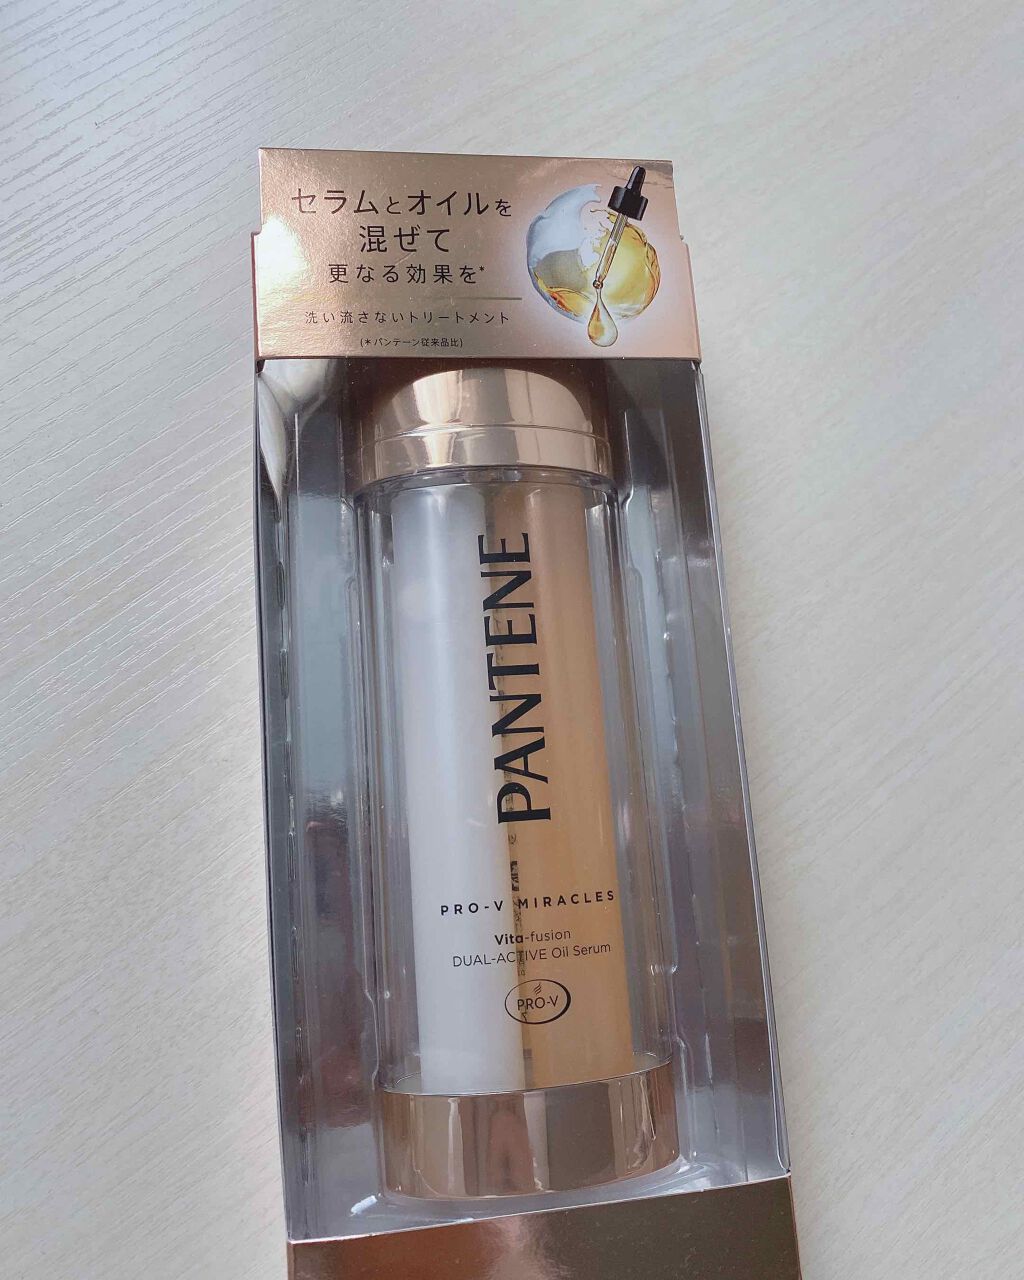 セラムとオイルを
混ぜて
更なる効果を*
洗い流さないトリートメント
(*パンテーン従来品比)
PANTENE
PRO-V MIRACLES
Vita-fusion
DUAL-ACTIVE Oil Serum
PRO-V